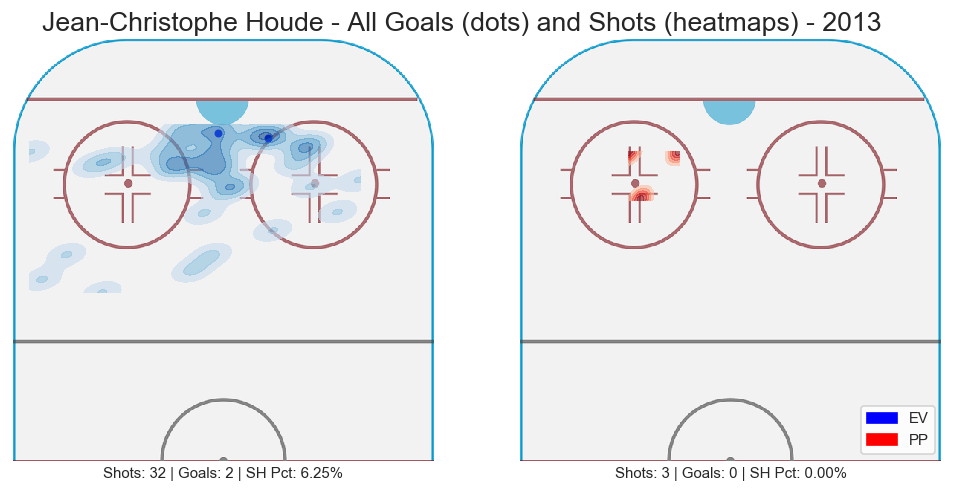 Jean-Christophe Houde - All Goals (dots) and Shots (heatmaps) - 2013
EV
PP
Shots: 32 | Goals: 2 | SH Pct: 6.25%
Shots: 3 | Goals: 0 | SH Pct: 0.00%